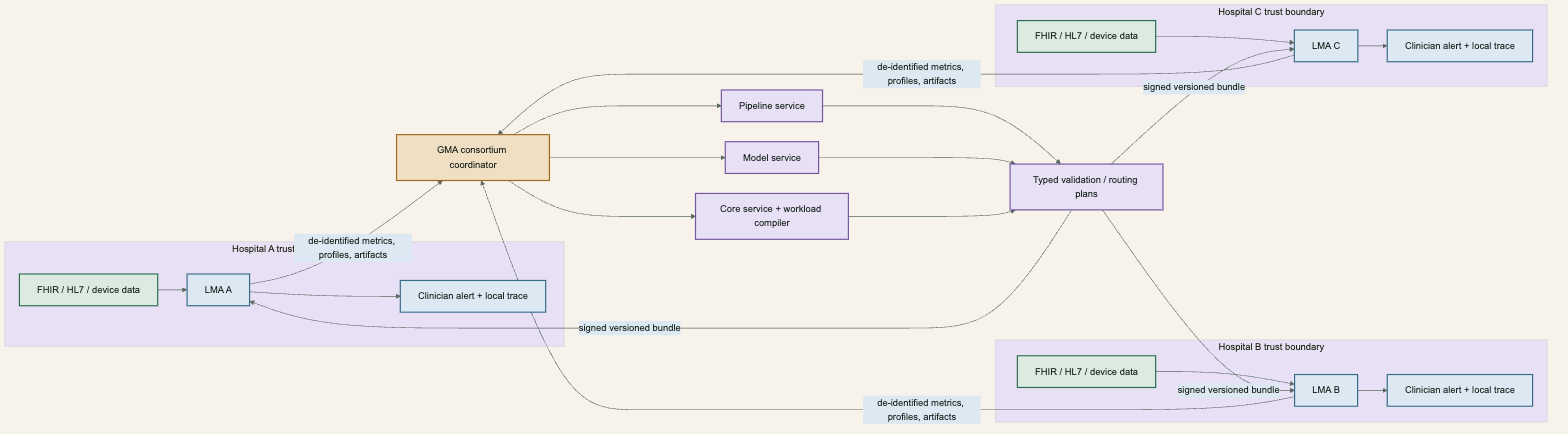 Hospital C trust boundary
FHIR / HL7 / device data
LMA C
Clinician alert + local trace
de-identified metrics,
profiles, artifacts
signed versioned bundle
Pipeline service
GMA consortium
coordinator
Model service
Typed validation / routing
plans
Core service + workload
compiler
Hospital A trust
de-identified metrics,
profiles, artifacts
FHIR / HL7 / device data
LMA A
Clinician alert + local trace
signed versioned bundle
Hospital B trust boundary
FHIR / HL7 / device data
signed versioned bundle
LMA B
Clinician alert + local trace
de-identified metrics,
profiles, artifacts